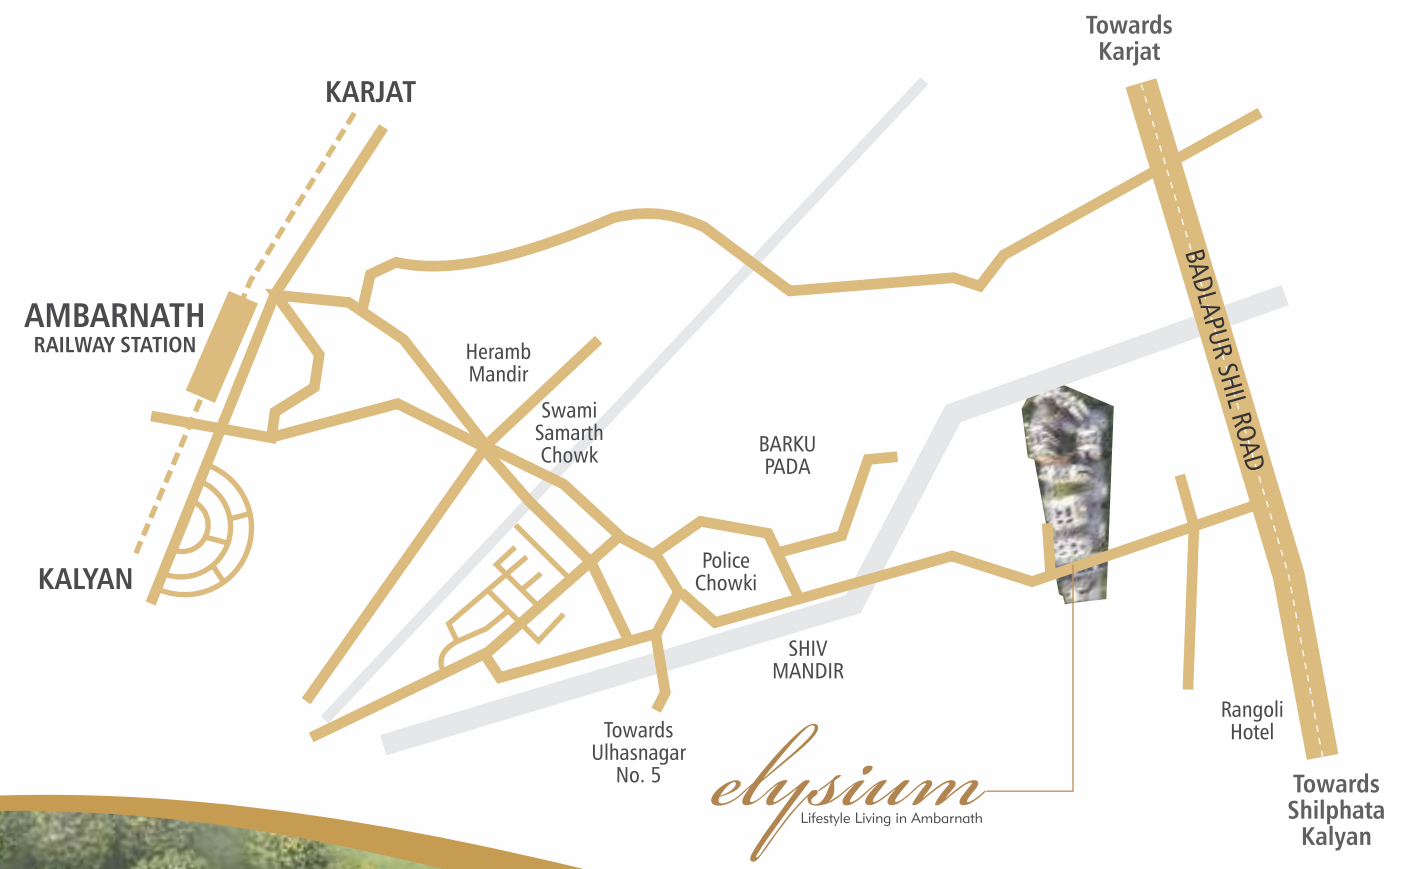 Towards
Karjat
KARJAT
AMBARNATH
RAILWAY STATION
KALYAN
Heramb
Mandir
Swami
Samarth
Chowk
BARKU
PADA
Police
Chowki
SHIV
MANDIR
BADLAPUR SHIL ROAD
Rangoli
Hotel
Towards
Ulhasnagar
No. 5
elysium
Lifestyle Living in Ambarnath
Towards
Shilphata
Kalyan